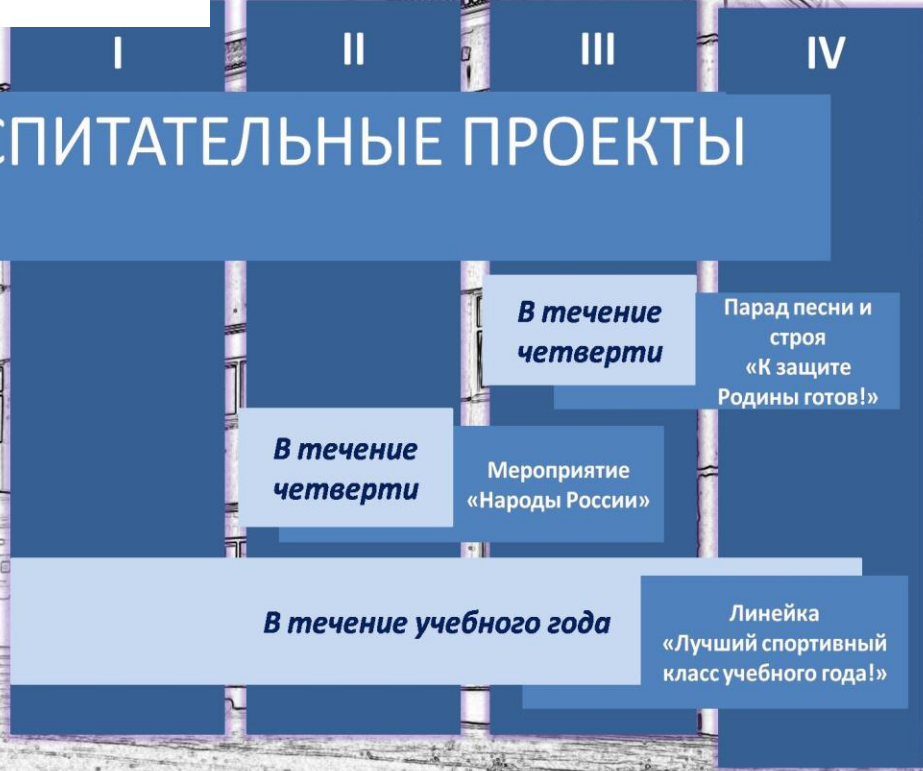 I II III IV
СПИТАТЕЛЬНЫЕ ПРОЕКТЫ
В течение
четверти
Парад песни и
строя
«К защите
Родины готов!»
В течение
четверти
Мероприятие
«Народы России»
В течение учебного года
Линейка
«Лучший спортивный
класс учебного года!»